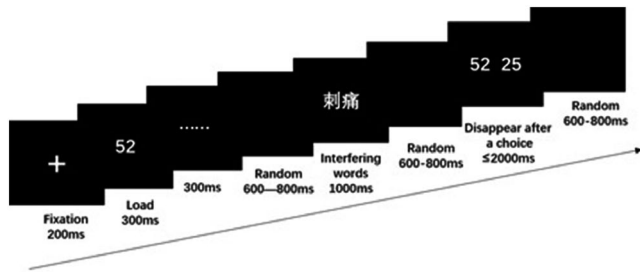 +
Fixation
200ms
52
Load
300ms
......
300ms
Random
600—800ms
刺痛
Interfering
words
1000ms
Random
600-800ms
52 25
Disappear after
a choice
≤2000ms
Random
600-800ms